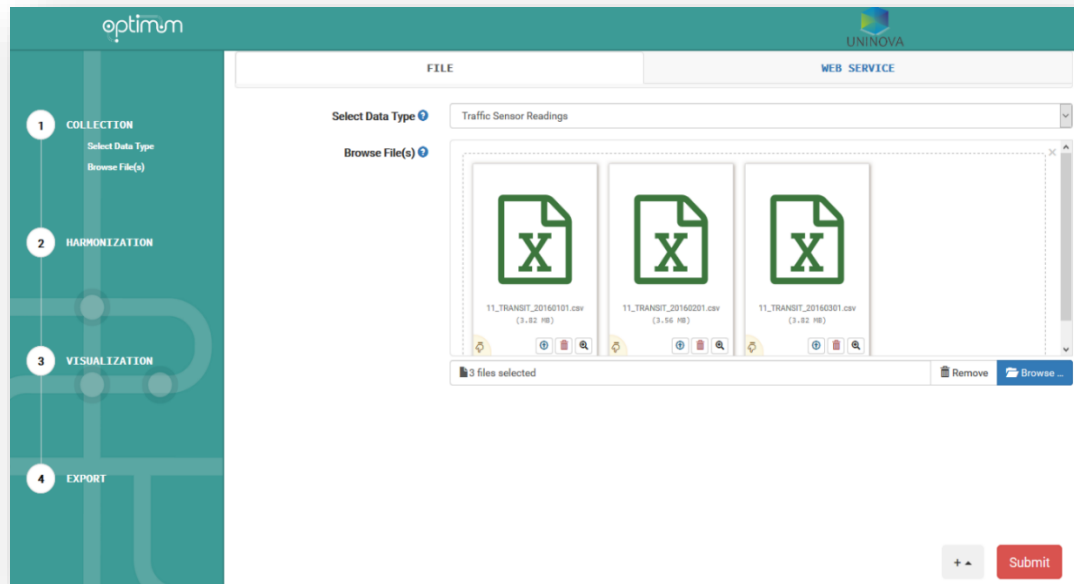 optimum
UNINOVA
FILE
WEB SERVICE
1 COLLECTION
Select Data Type
Browse File(s)
2 HARMONIZATION
3 VISUALIZATION
4 EXPORT
Select Data Type ?
Traffic Sensor Readings
Browse File(s) ?
×
X
X
X
11_TRANSIT_20160101.csv
(3.82 MB)
11_TRANSIT_20160201.csv
(3.56 MB)
11_TRANSIT_20160301.csv
(3.82 MB)
3 files selected
Remove
Browse ...
+
Submit